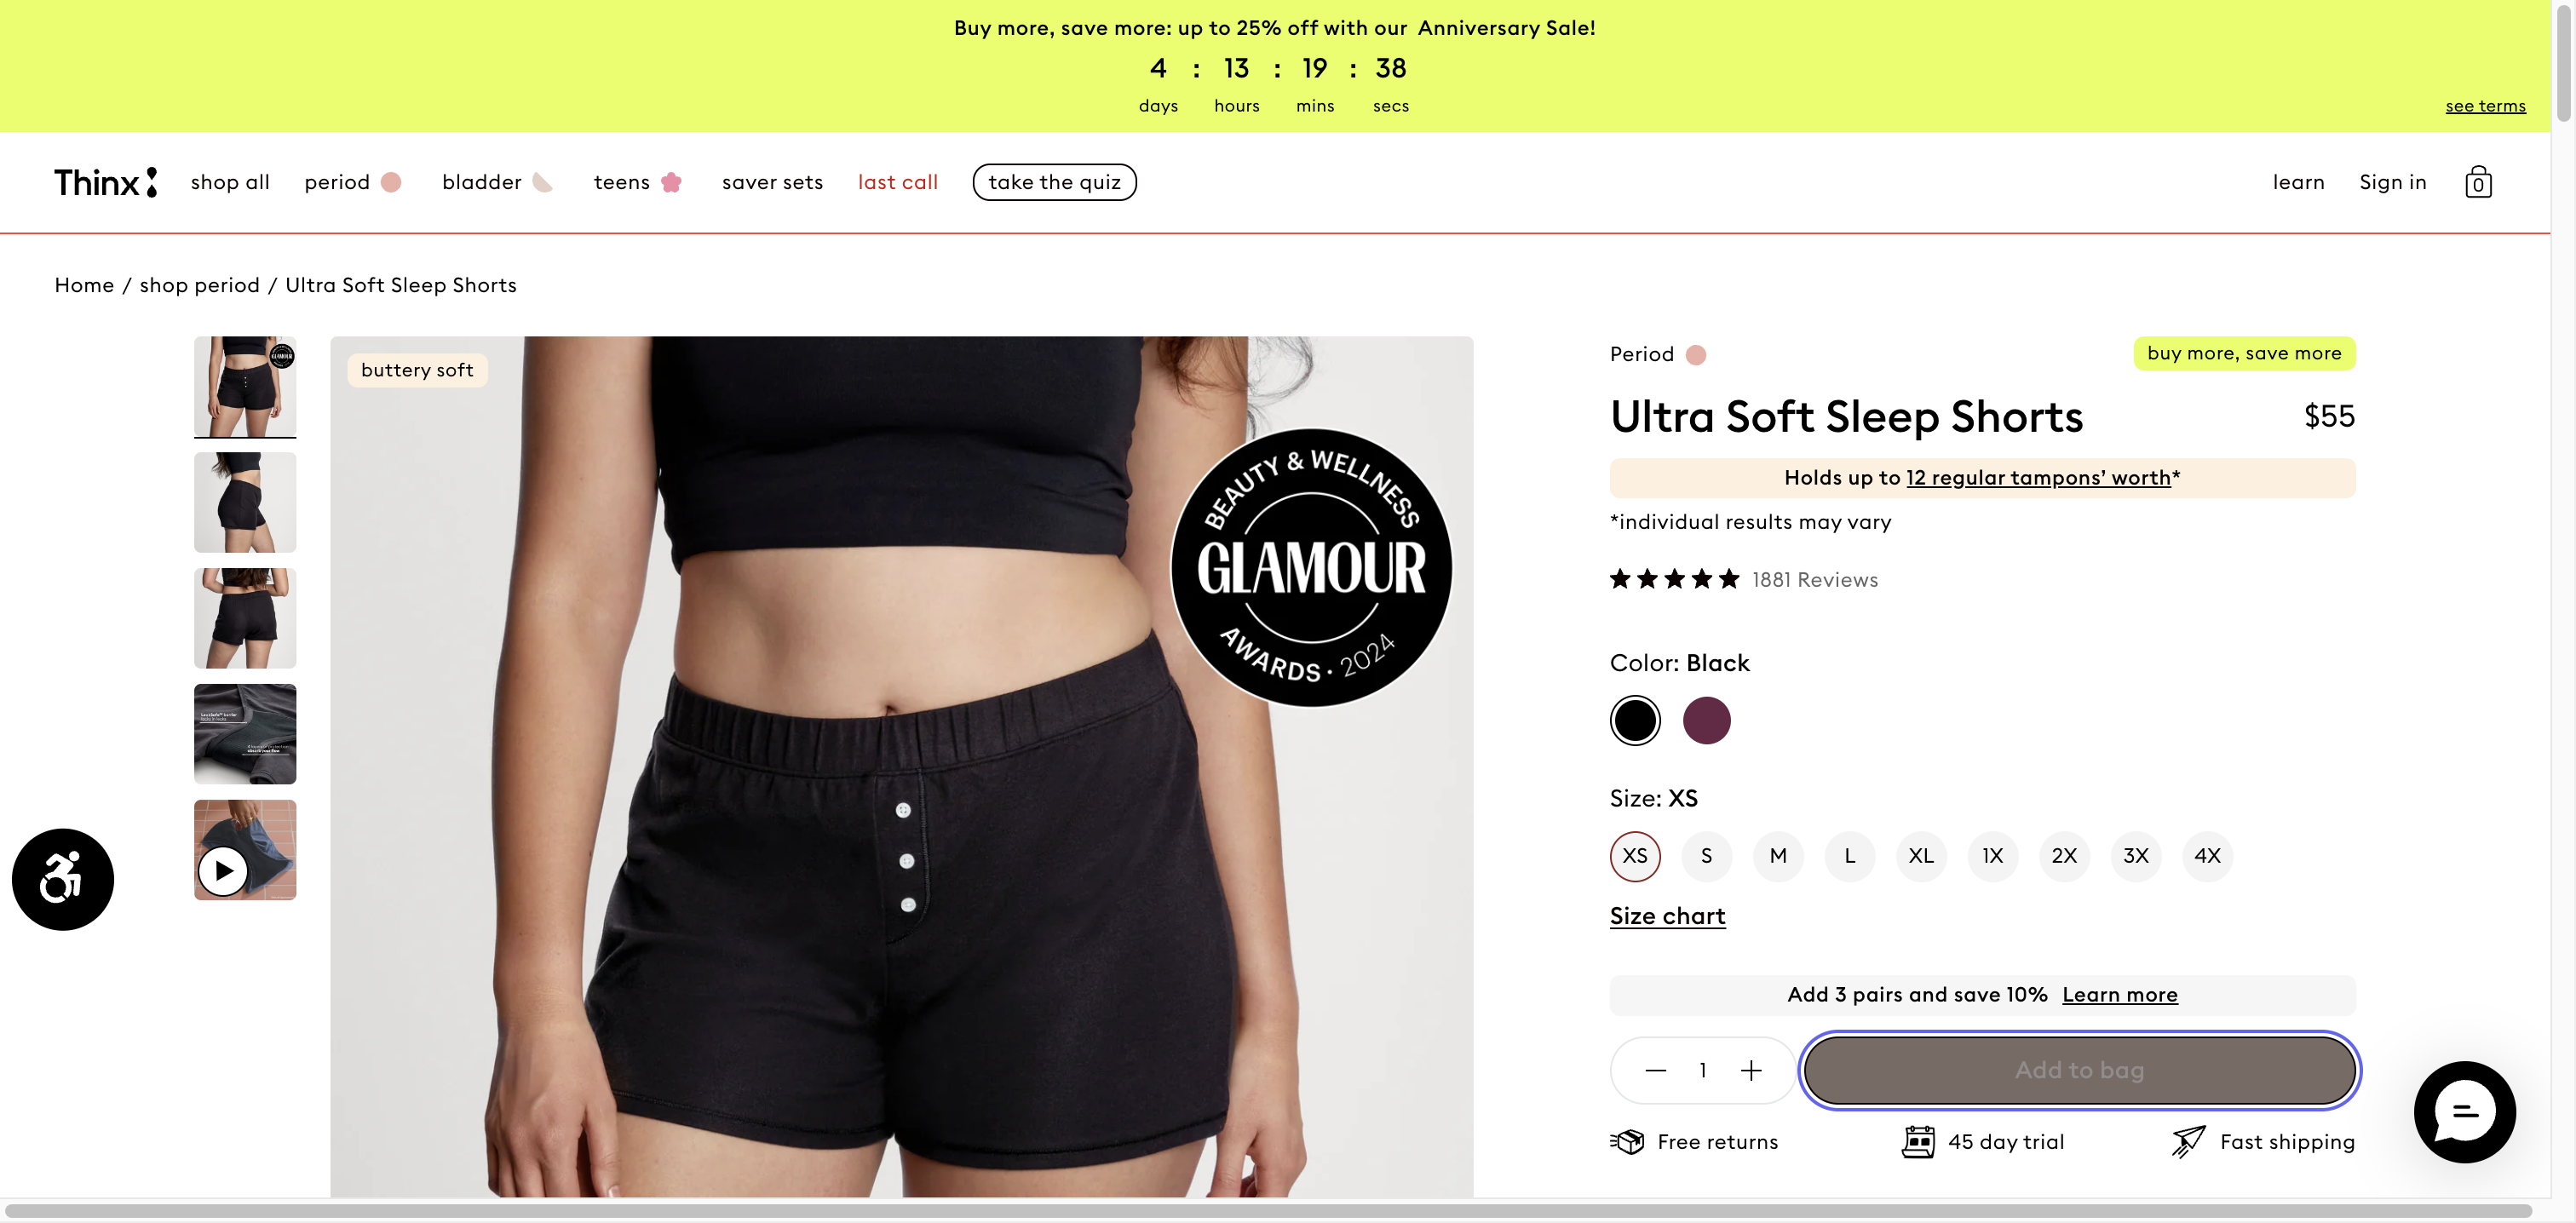 Buy more, save more: up to 25% off with our Anniversary Sale!
4 : 13 : 19 : 38
days hours mins secs
see terms
Thinx shop all period bladder teens saver sets last call take the quiz learn Sign in 0
Home / shop period / Ultra Soft Sleep Shorts
buttery soft
GLAMOUR
BEAUTY & WELLNESS
GLAMOUR
AWARDS · 2024
Period
buy more, save more
Ultra Soft Sleep Shorts $55
Holds up to 12 regular tampons’ worth*
*individual results may vary
1881 Reviews
Color: Black
Size: XS
XS S M L XL 1X 2X 3X 4X
Size chart
Add 3 pairs and save 10% Learn more
1 Add to bag
Free returns 45 day trial Fast shipping